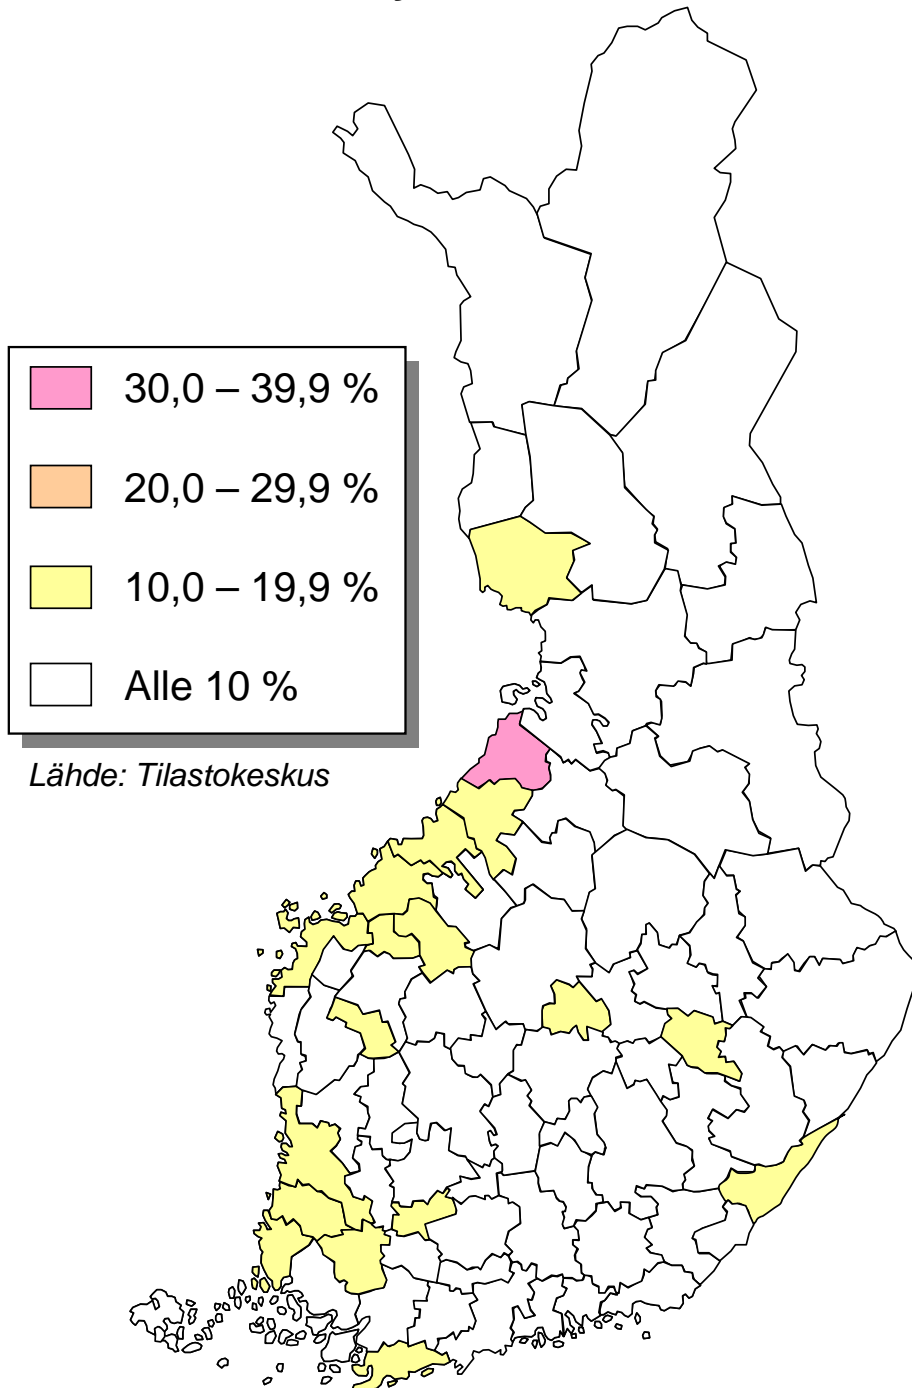 30,0 – 39,9 %
20,0 – 29,9 %
10,0 – 19,9 %
Alle 10 %
Lähde: Tilastokeskus